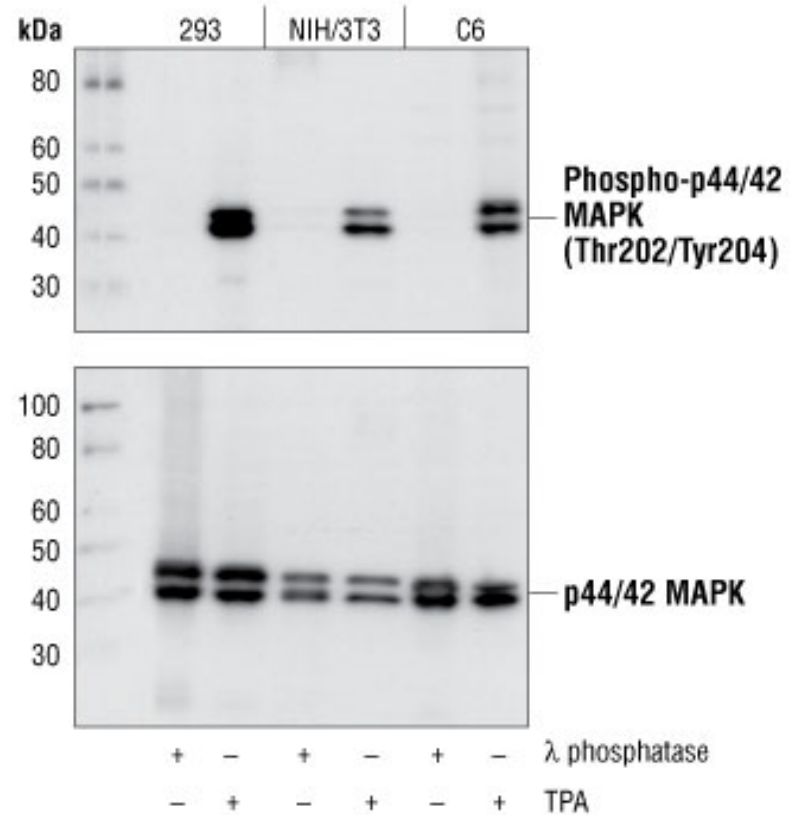 kDa 293 NIH/3T3 C6
80
60
50
40
30
Phospho-p44/42
MAPK
(Thr202/Tyr204)
100
80
60
50
40
30
p44/42 MAPK
+ – + – + – λ phosphatase
– + – + – + TPA